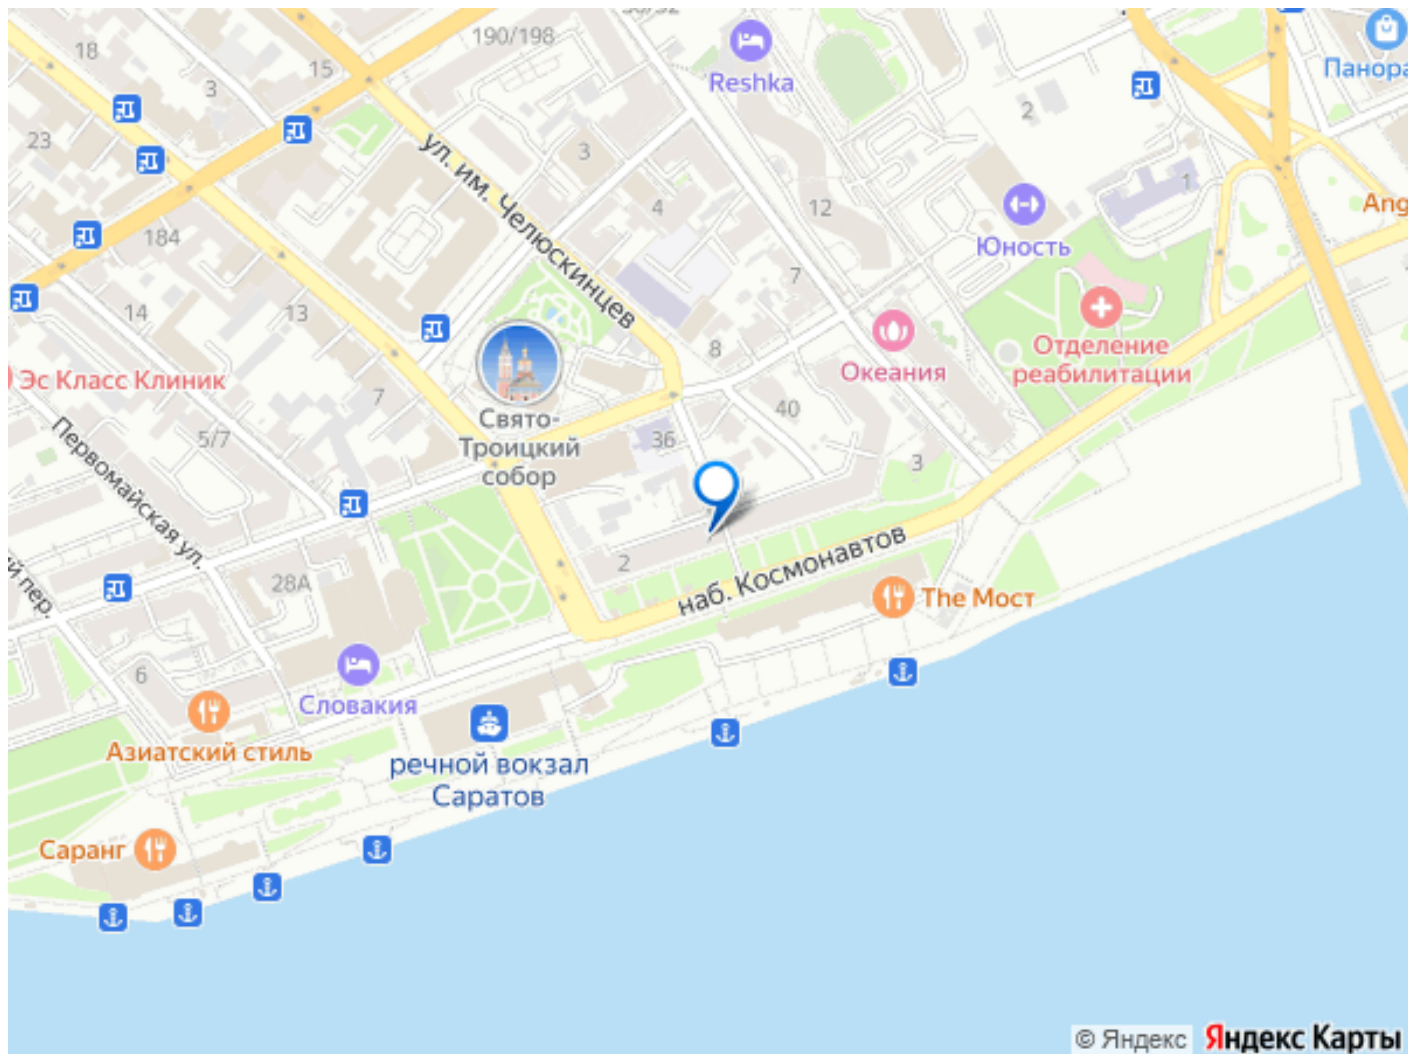 190/198
18
15
3
Reshka
Панора
2
23
ул. им. Челюскинцев
3
4
12
1
Ang
184
Юность
7
14
13
8
Отделение
реабилитации
Океания
Эс Класс Клиник
7
40
Свято-
Троицкий
собор
5/7
36
3
Первомайская ул.
2
28А
наб. Космонавтов
The Мост
й пер.
6
Словакия
Азиатский стиль
речной вокзал
Саратов
Саранг
© Яндекс
Яндекс Карты